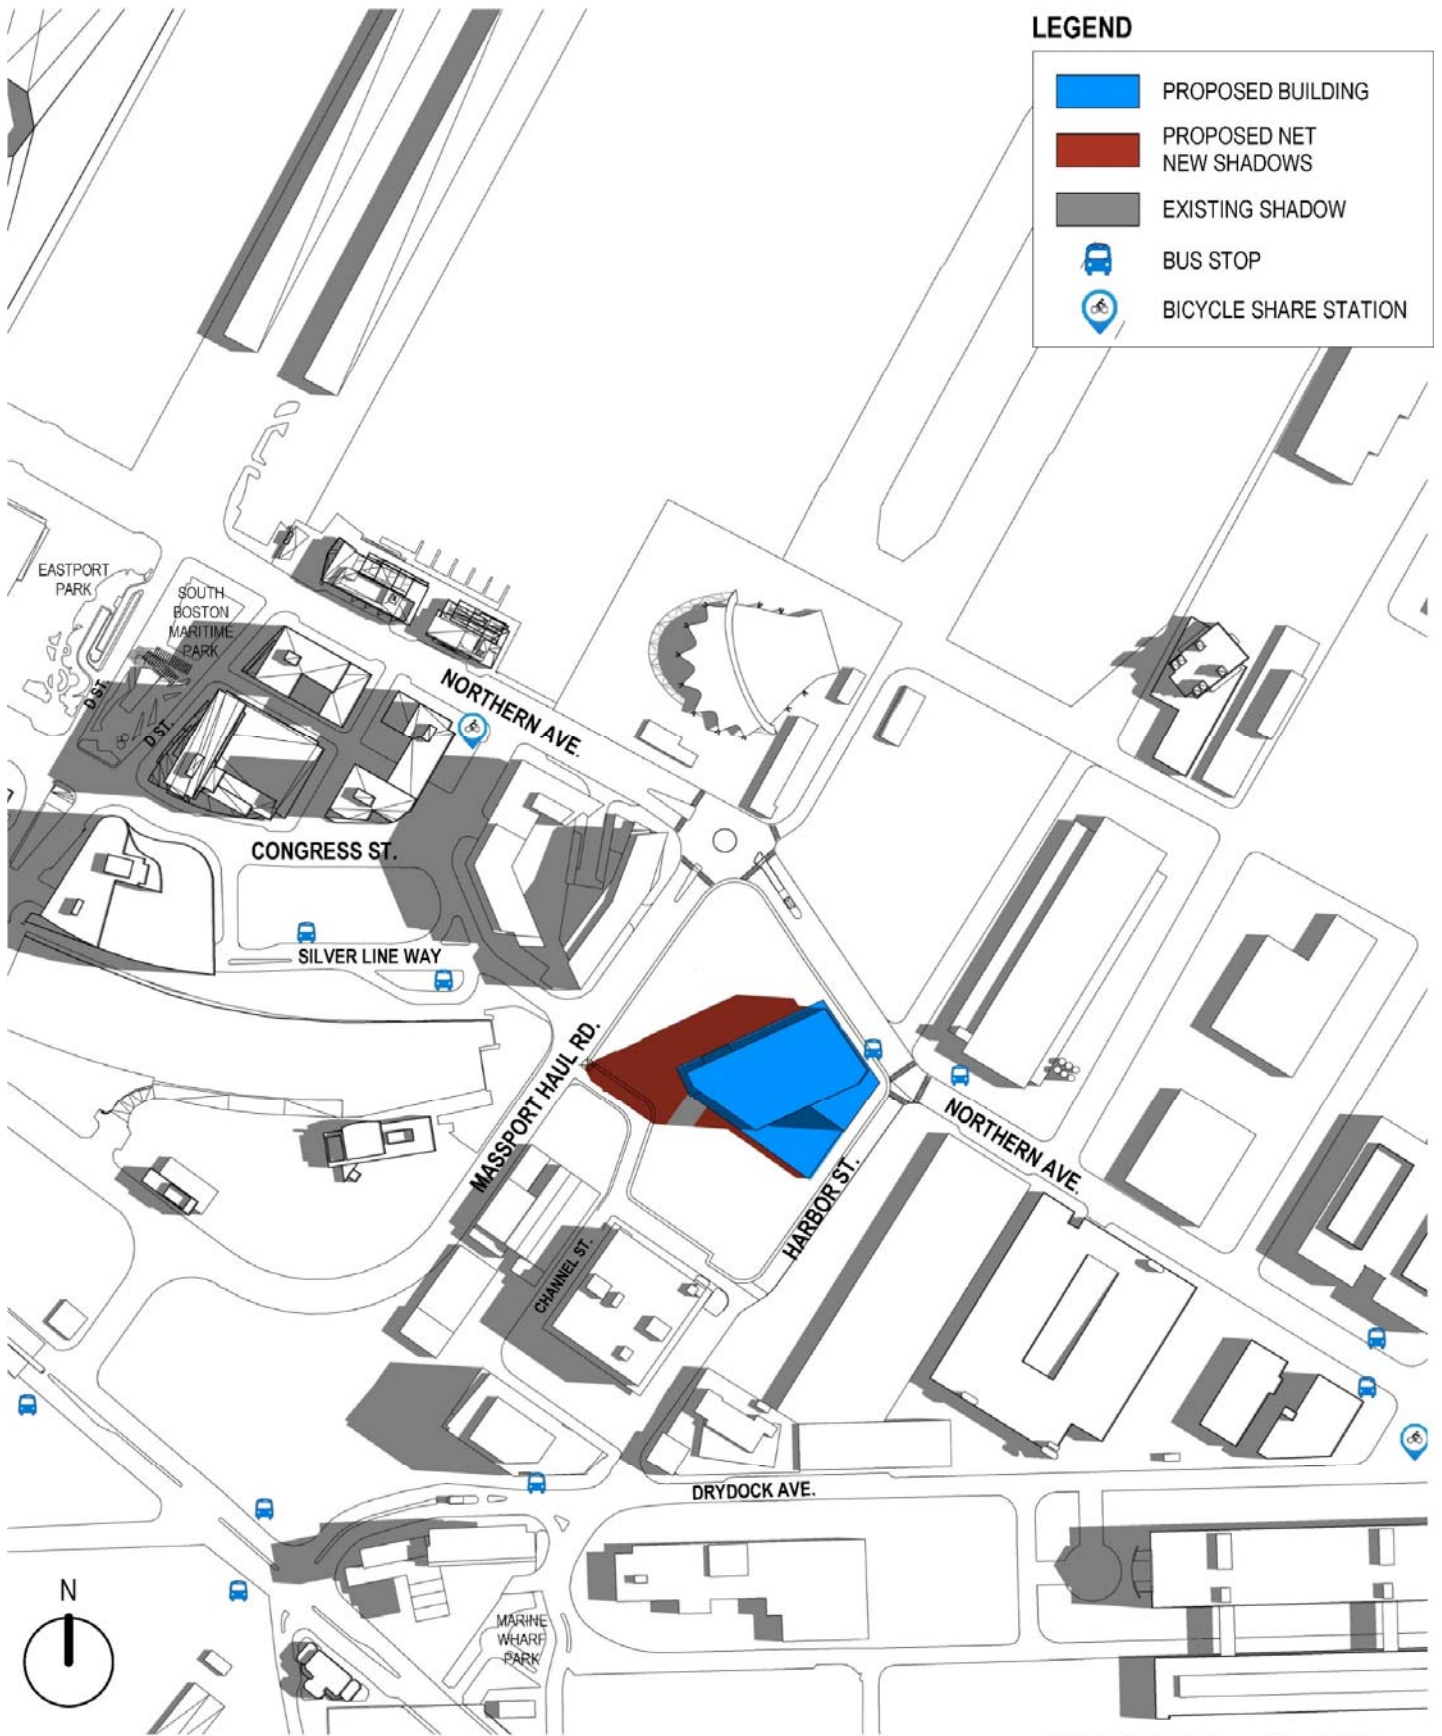 LEGEND
PROPOSED BUILDING
PROPOSED NET
NEW SHADOWS
EXISTING SHADOW
BUS STOP
BICYCLE SHARE STATION
EASTPORT
PARK
SOUTH
BOSTON
MARITIME
PARK
D ST.
D ST.
NORTHERN AVE.
CONGRESS ST.
SILVER LINE WAY
MASSPORT HAUL RD.
NORTHERN AVE.
HARBOR ST.
CHANNEL ST.
DRYDOCK AVE.
N
MARINE
WHARF
PARK